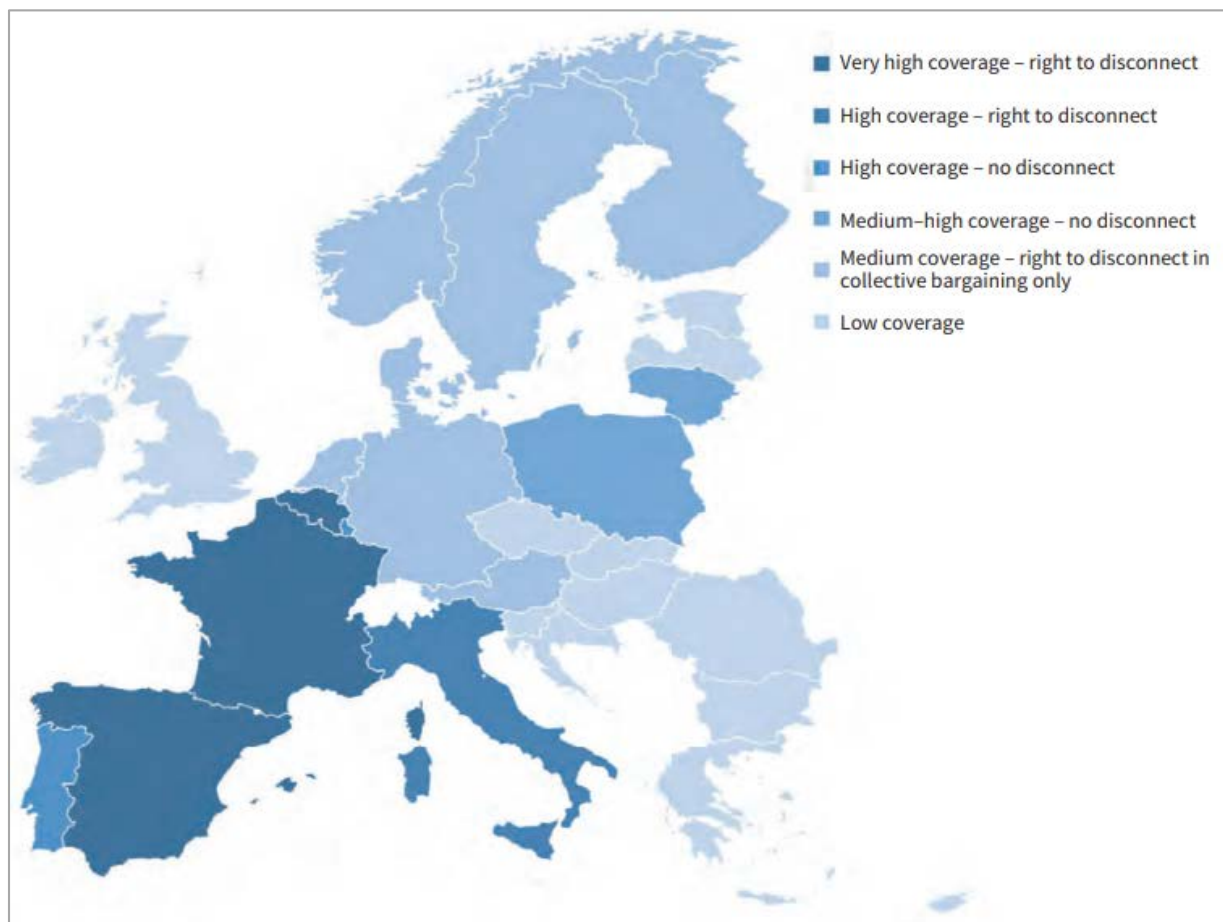 Very high coverage – right to disconnect
High coverage – right to disconnect
High coverage – no disconnect
Medium–high coverage – no disconnect
Medium coverage – right to disconnect in
collective bargaining only
Low coverage